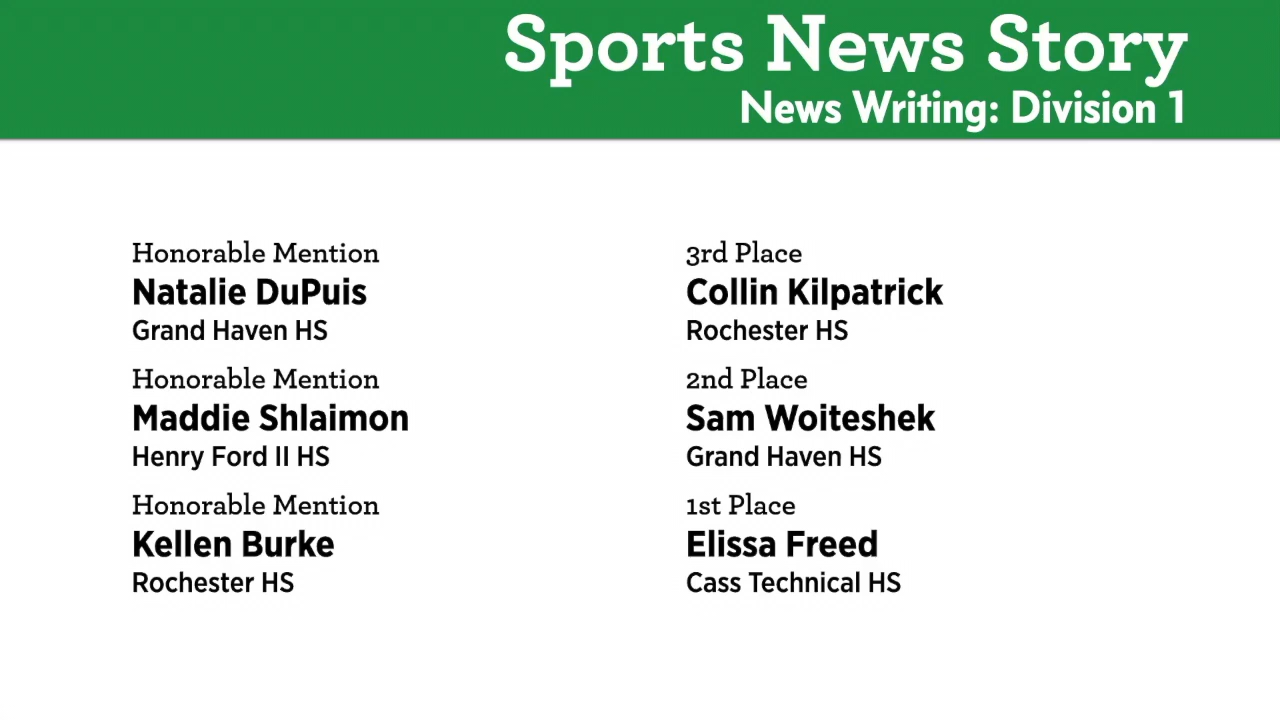 Sports News Story
News Writing: Division 1
Honorable Mention
Natalie DuPuis
Grand Haven HS
Honorable Mention
Maddie Shlaimon
Henry Ford II HS
Honorable Mention
Kellen Burke
Rochester HS
3rd Place
Collin Kilpatrick
Rochester HS
2nd Place
Sam Woiteshek
Grand Haven HS
1st Place
Elissa Freed
Cass Technical HS